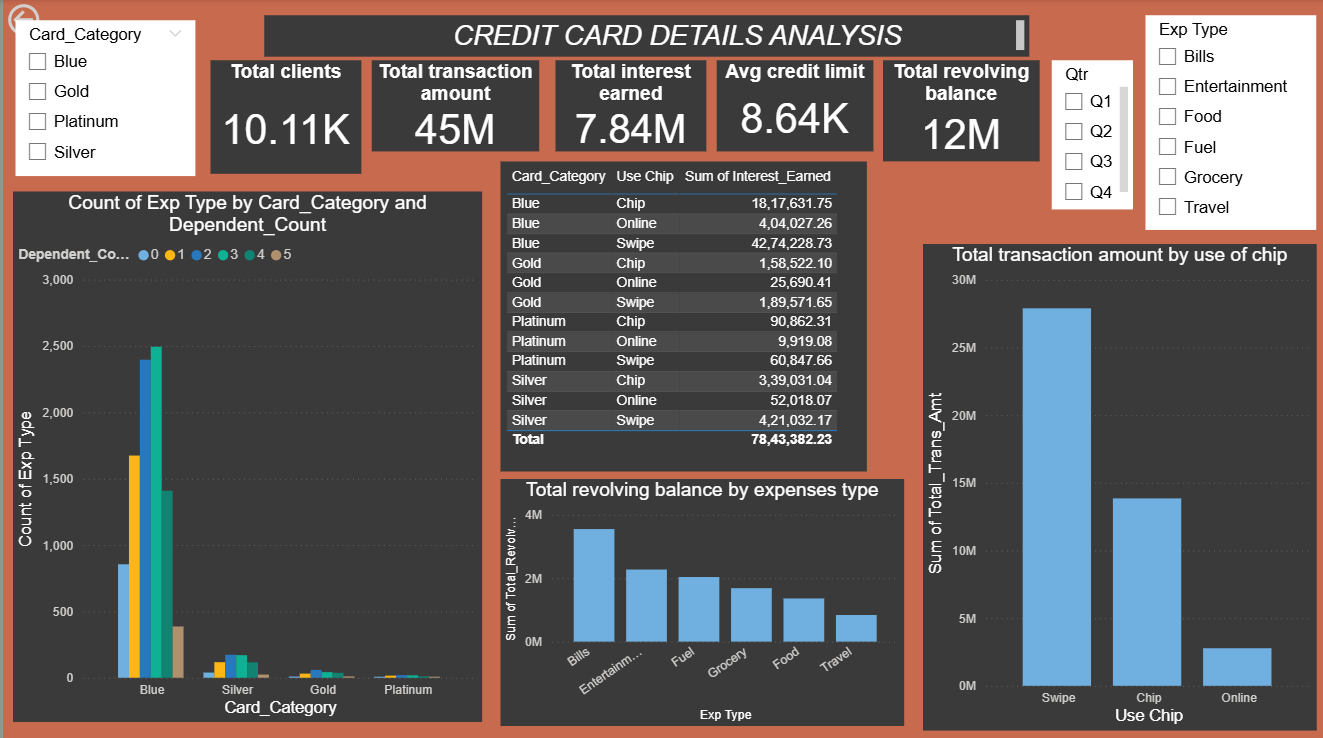 CREDIT CARD DETAILS ANALYSIS
Card_Category
Blue
Gold
Platinum
Silver
Total clients
10.11K
Total transaction
amount
45M
Total interest
earned
7.84M
Avg credit limit
8.64K
Total revolving
balance
12M
Qtr
Q1
Q2
Q3
Q4
Exp Type
Bills
Entertainment
Food
Fuel
Grocery
Travel
Count of Exp Type by Card_Category and
Dependent_Count
Dependent_Co... 0 1 2 3 4 5
Count of Exp Type
3,000
2,500
2,000
1,500
1,000
500
0
Blue Silver Gold Platinum
Card_Category
Card_Category Use Chip Sum of Interest_Earned
Blue Chip 18,17,631.75
Blue Online 4,04,027.26
Blue Swipe 42,74,228.73
Gold Chip 1,58,522.10
Gold Online 25,690.41
Gold Swipe 1,89,571.65
Platinum Chip 90,862.31
Platinum Online 9,919.08
Platinum Swipe 60,847.66
Silver Chip 3,39,031.04
Silver Online 52,018.07
Silver Swipe 4,21,032.17
Total 78,43,382.23
Total revolving balance by expenses type
Sum of Total_Revolv...
4M
2M
0M
Bills Entertainm... Fuel Grocery Food Travel
Exp Type
Total transaction amount by use of chip
Sum of Total_Trans_Amt
30M
25M
20M
15M
10M
5M
0M
Swipe Chip Online
Use Chip